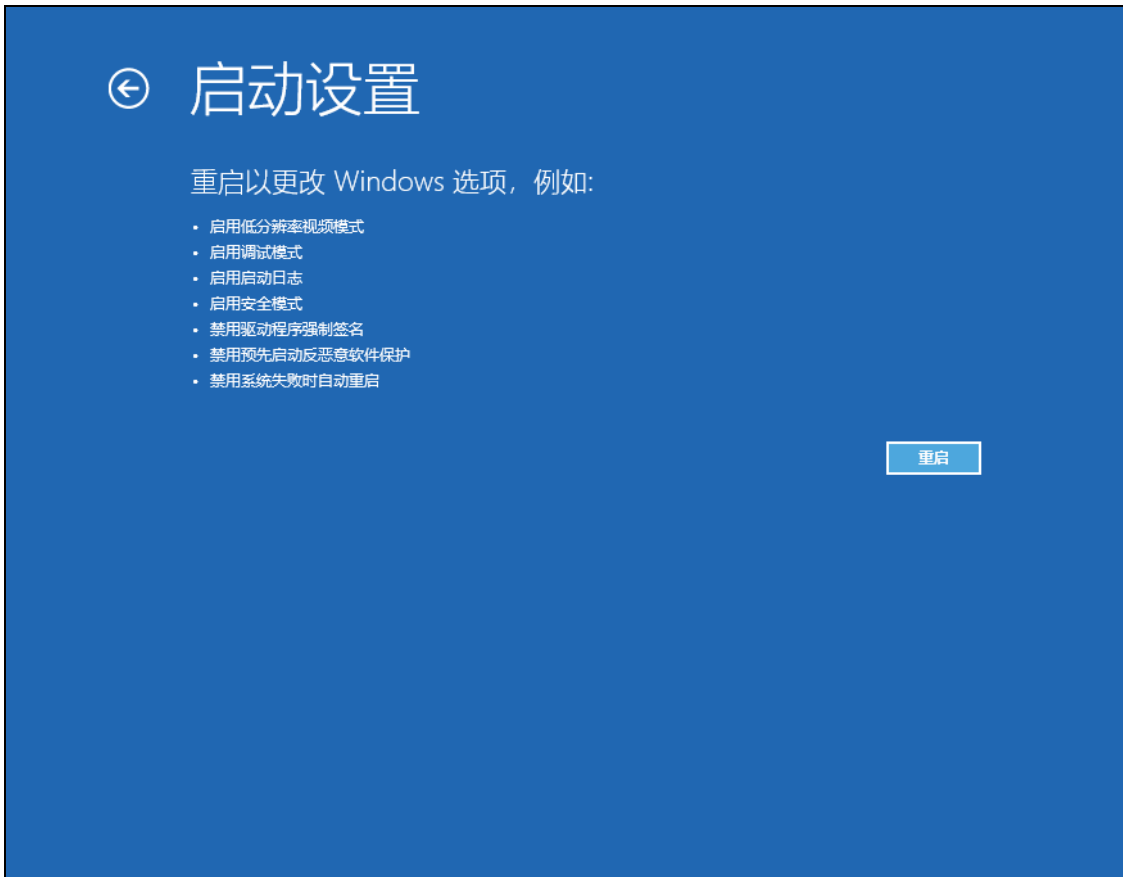 启动设置
重启以更改 Windows 选项，例如:
• 启用低分辨率视频模式
• 启用调试模式
• 启用启动日志
• 启用安全模式
• 禁用驱动程序强制签名
• 禁用预先启动反恶意软件保护
• 禁用系统失败时自动重启
重启